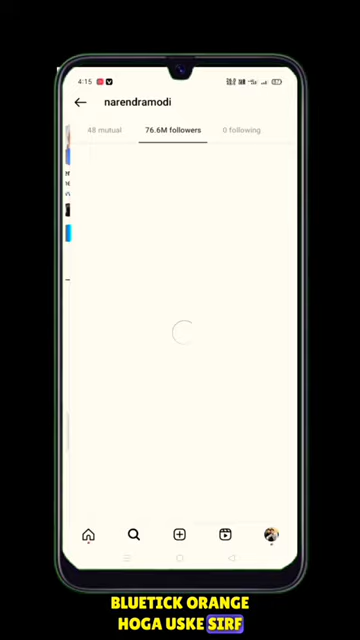 4:15
narendramodi
48 mutual
76.6M followers
0 following
BLUETICK ORANGE
HOGA USKE SIRF